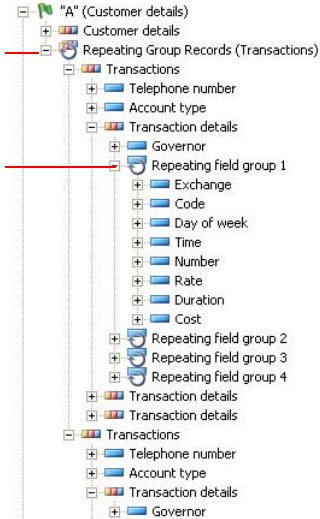 "A" (Customer details)
Customer details
Repeating Group Records (Transactions)
Transactions
Telephone number
Account type
Transaction details
Governor
Repeating field group 1
Exchange
Code
Day of week
Time
Number
Rate
Duration
Cost
Repeating field group 2
Repeating field group 3
Repeating field group 4
Transaction details
Transaction details
Transactions
Telephone number
Account type
Transaction details
Governor